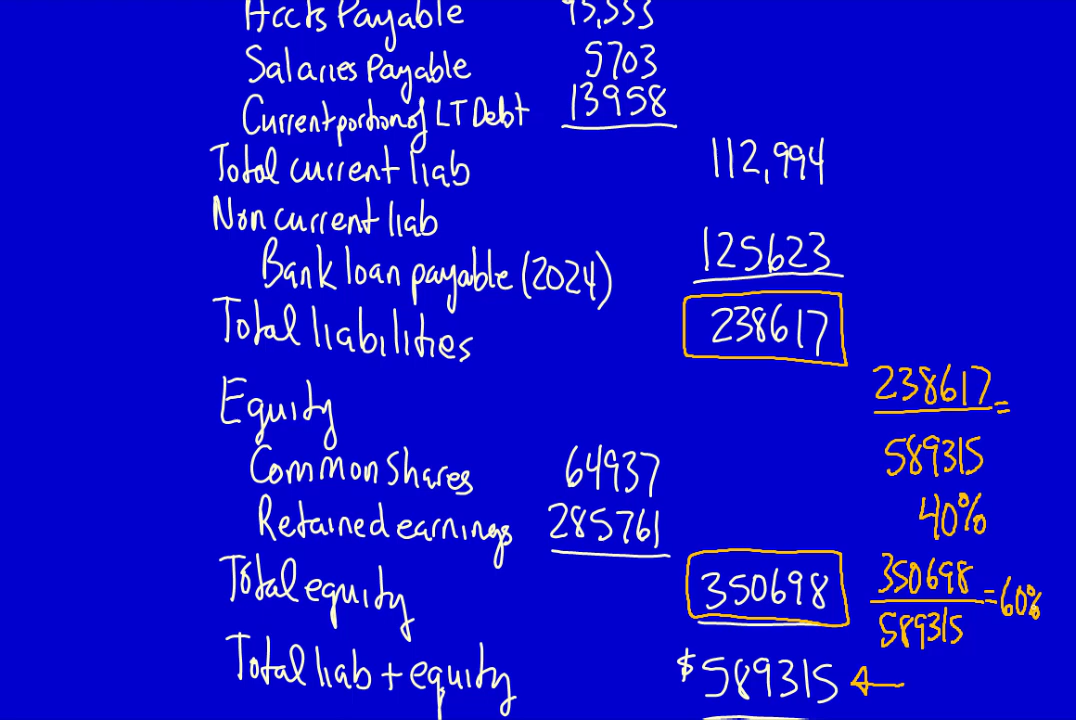 Accts Payable 93,333
Salaries Payable 5703
Current portion of LT Debt 13958
Total current liab 112,994
Non current liab
Bank loan payable (2024) 125623
Total liabilities 238617
238617 =
589315
40%
Equity
Common Shares 64937
Retained earnings 285761
Total equity 350698
350698 = 60%
589315
Total liab + equity $589315